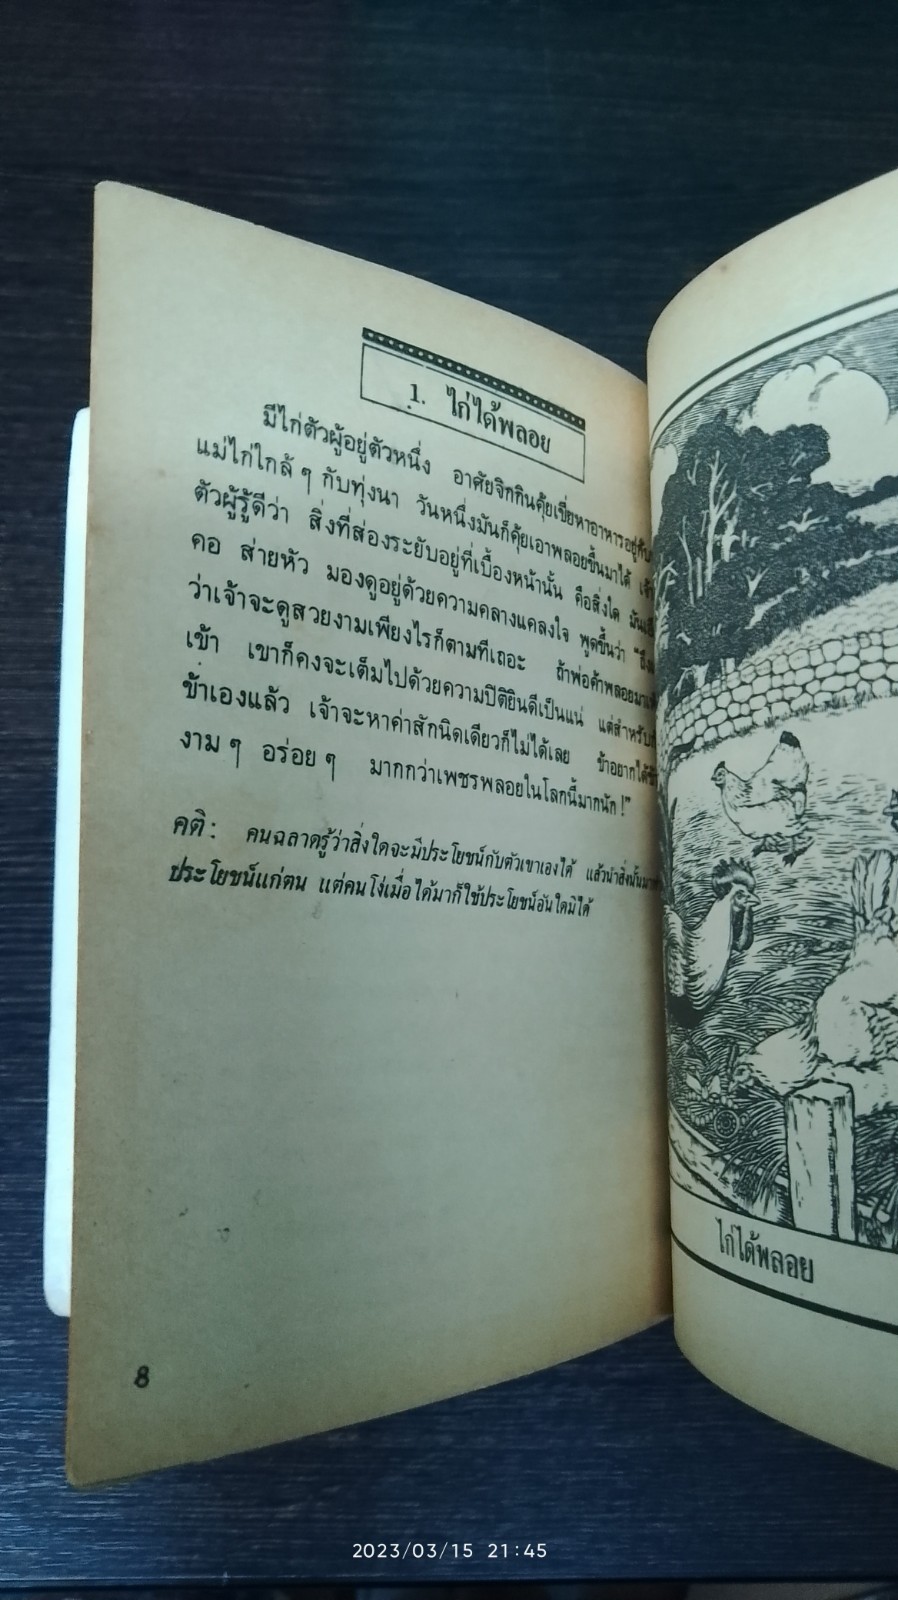 1. ไก่ได้พลอย
มีไก่ตัวผู้อยู่ตัวหนึ่ง อาศัยจิกกินคุ้ยเขี่ยหาอาหารอยู่กับ
แม่ไก่ใกล้ ๆ กับทุ่งนา วันหนึ่งมันก็คุ้ยเอาพลอยขึ้นมาได้ เจ้า
ตัวผู้รู้ดีว่า สิ่งที่ส่องระยับอยู่ที่เบื้องหน้านั้น คือสิ่งใด
คอ ส่ายหัว มองดูอยู่ด้วยความคลางแคลงใจ พูดขึ้นว่า
ว่าเจ้าจะดูสวยงามเพียงไรก็ตามทีเถอะ ถ้าพ่อค้าพลอยมา
เข้า เขาก็คงจะเต็มไปด้วยความปิติยินดีเป็นแน่ แต่สำหรับ
ข้าเองแล้ว เจ้าจะหาค่าสักนิดเดียวก็ไม่ได้เลย ข้าอยากได้
งาม ๆ อร่อย ๆ มากกว่าเพชรพลอยในโลกนี้มากนัก !"
คติ : คนฉลาดรู้ว่าสิ่งใดจะมีประโยชน์กับตัวเขาเองได้ แล้วนำสิ่งนั้นมา
ประโยชน์แก่ตน แต่คนโง่เมื่อได้มาก็ใช้ประโยชน์อันใดมิได้
8
ไก่ได้พลอย
2023/03/15 21:45